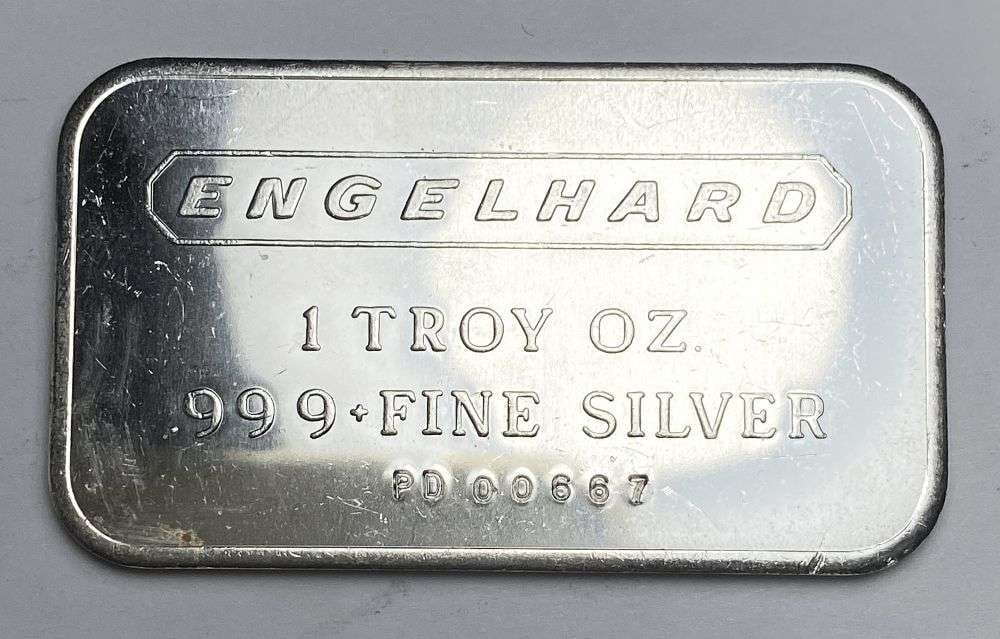 ENGELHARD
1 TROY OZ.
999+ FINE SILVER
PD 00667